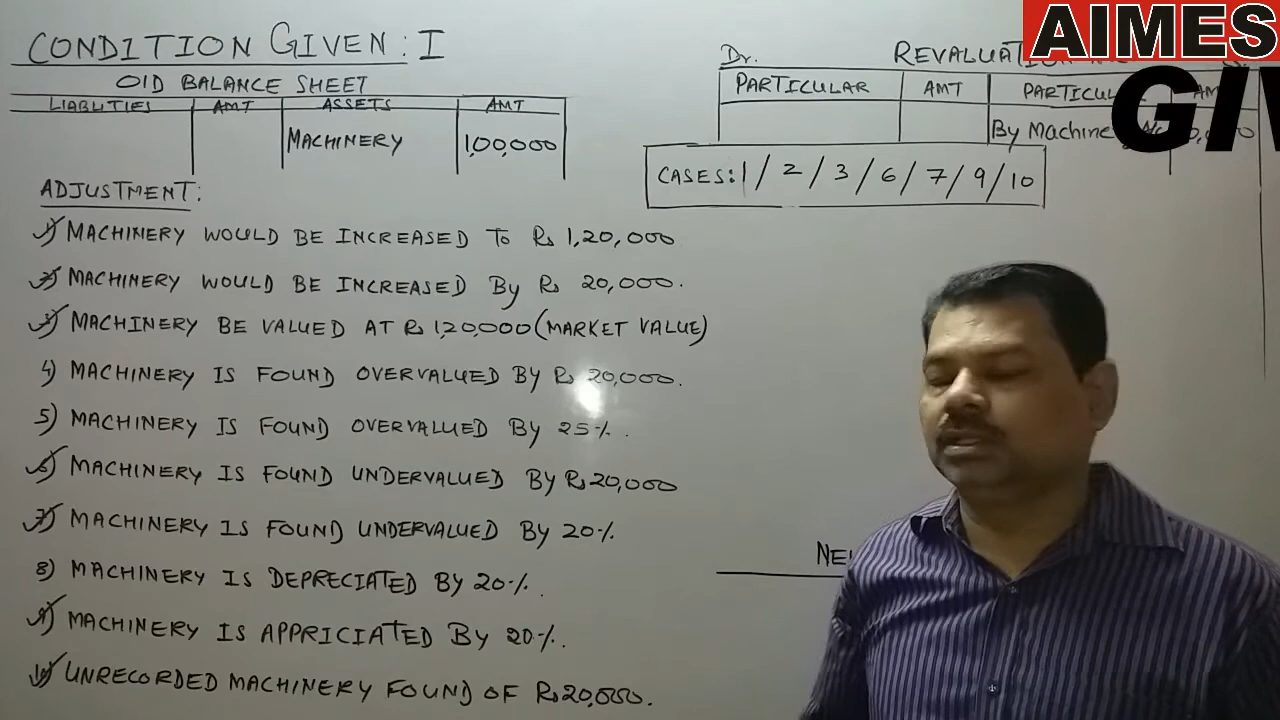 CONDITION GIVEN: I
OlD BALANCE SHEET
LIABLITIES AMT ASSETS AMT
MACHINERY 1,00,000
ADJUSTMENT:
1) MACHINERY WOULD BE INCREASED TO Rs 1,20,000
2) MACHINERY WOULD BE INCREASED By Rs 20,000.
3) MACHINERY BE VALUED AT Rs 1,20,000 (MARKET VALUE)
4) MACHINERY IS FOUND OVERVALUED BY Rs 20,000.
5) MACHINERY IS FOUND OVERVALUED BY 25%.
6) MACHINERY IS FOUND UNDERVALUED BY Rs 20,000
7) MACHINERY IS FOUND UNDERVALUED BY 20%
8) MACHINERY IS DEPRECIATED BY 20%.
9) MACHINERY IS APPRICIATED BY 20%.
10) UNRECORDED MACHINERY FOUND OF Rs 20,000.
Dr. REVALUATION
PARTICULAR AMT
By
CASES: 1 / 2 / 3 / 6 / 7 / 9 / 10
AIMES
GIV